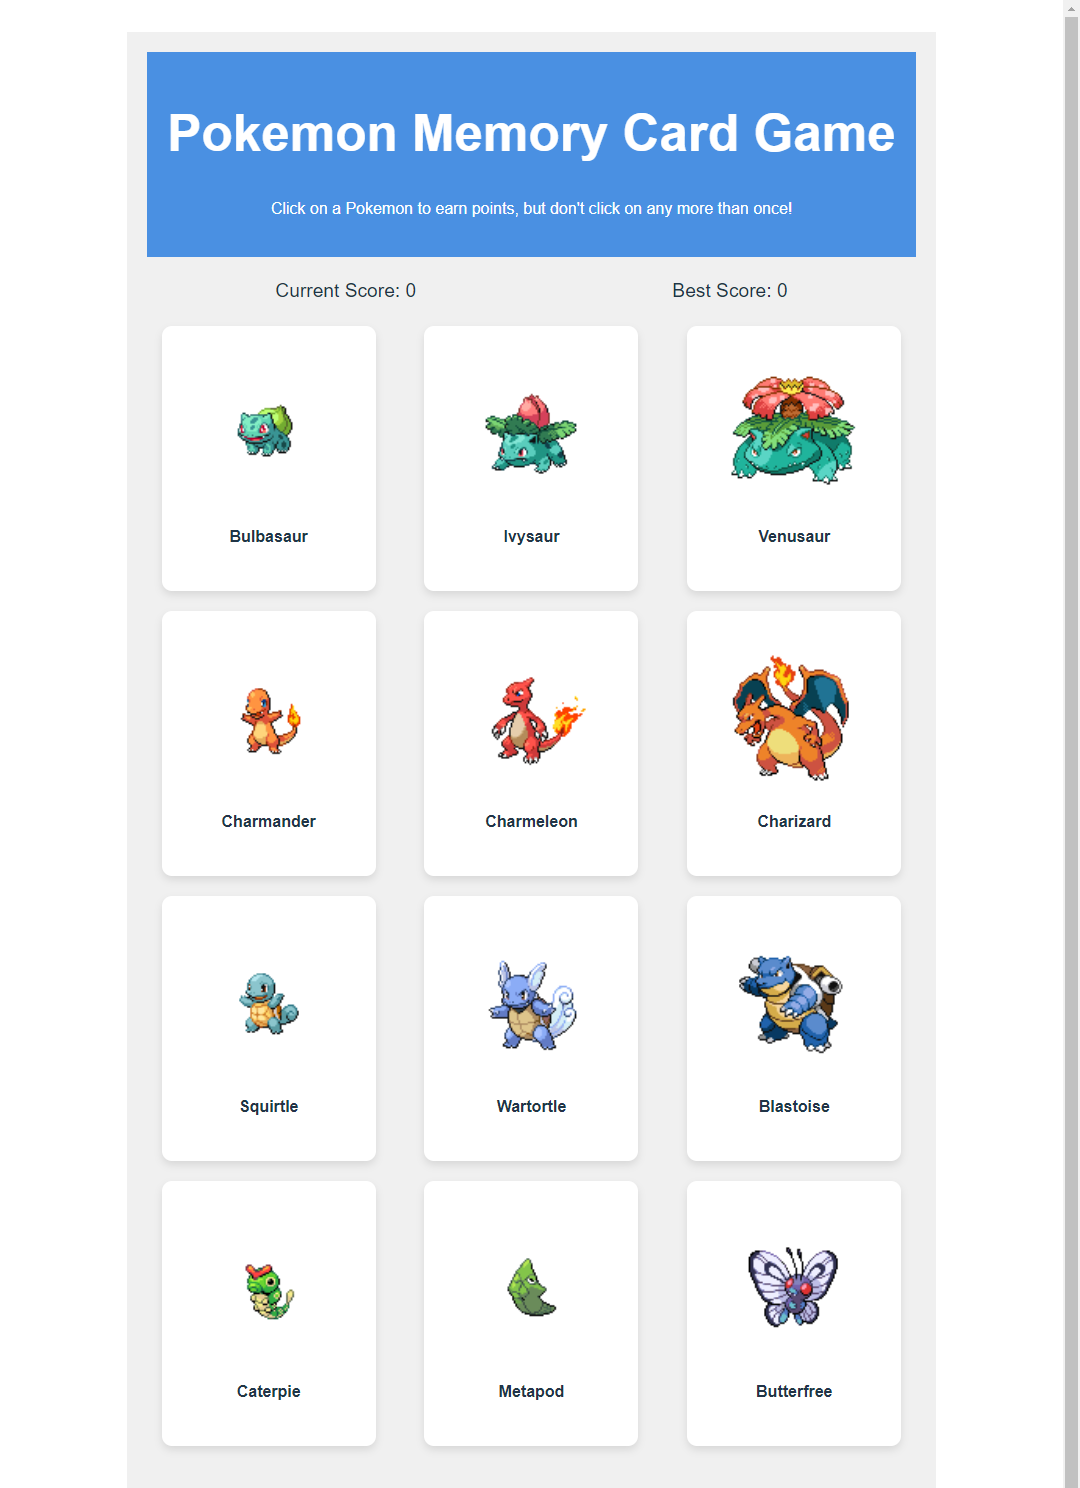 Pokemon Memory Card Game
Click on a Pokemon to earn points, but don't click on any more than once!
Current Score: 0
Best Score: 0
Bulbasaur
Ivysaur
Venusaur
Charmander
Charmeleon
Charizard
Squirtle
Wartortle
Blastoise
Caterpie
Metapod
Butterfree